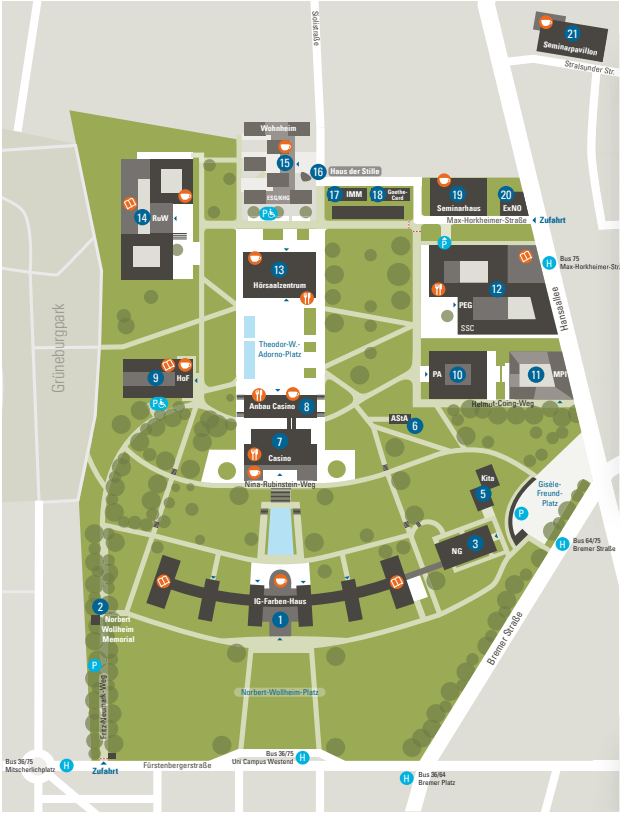 21
Seminarpavillon
Stralsunder Str.
Siolistraße
Wohnheim
15
16
Haus der Stille
ESG/KHG
P
17
IMM
18
Goethe-
Card
19
Seminarhaus
20
ExNO
Max-Horkheimer-Straße
Zufahrt
14
RuW
P
H
Bus 75
Max-Horkheimer-Str.
13
Hörsaalzentrum
12
PEG
SSC
Hansaallee
Grüneburgpark
Theodor-W.-
Adorno-Platz
9
HoF
P
PA
10
11
MPI
Helmut-Coing-Weg
Anbau Casino
8
AStA
6
7
Casino
Nina-Rubinstein-Weg
Kita
5
Gisèle-
Freund-
Platz
P
3
NG
H
Bus 64/75
Bremer Straße
IG-Farben-Haus
1
2
Norbert
Wollheim
Memorial
P
Fritz-Neumark-Weg
Bremer Straße
Norbert-Wollheim-Platz
Bus 36/75
Mitscherlichplatz
H
Zufahrt
Fürstenbergerstraße
Bus 36/75
Uni Campus Westend
H
H
Bus 36/64
Bremer Platz